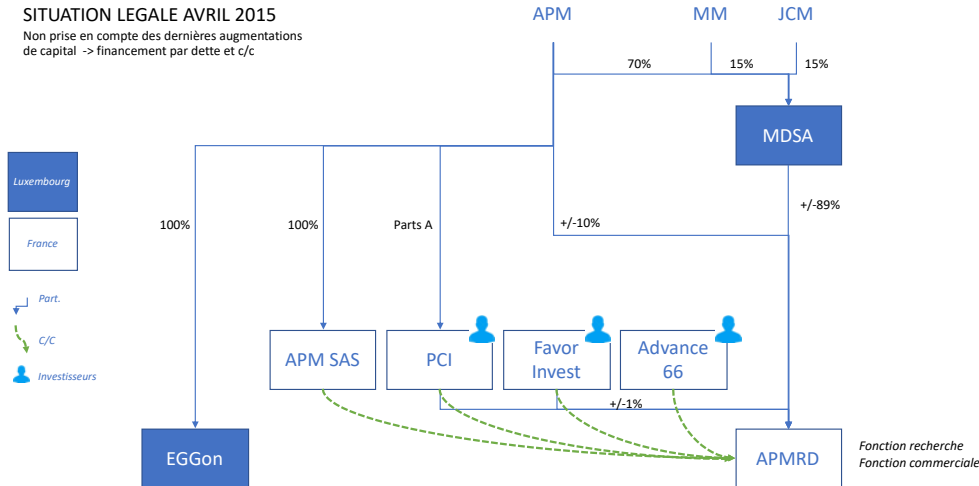 SITUATION LEGALE AVRIL 2015
Non prise en compte des dernières augmentations
de capital -> financement par dette et c/c
APM
MM
JCM
70%
15%
15%
MDSA
Luxembourg
France
Part.
C/C
Investisseurs
100%
100%
Parts A
+/-10%
+/-89%
APM SAS
PCI
Favor
Invest
Advance
66
+/-1%
EGGon
APMRD
Fonction recherche
Fonction commerciale